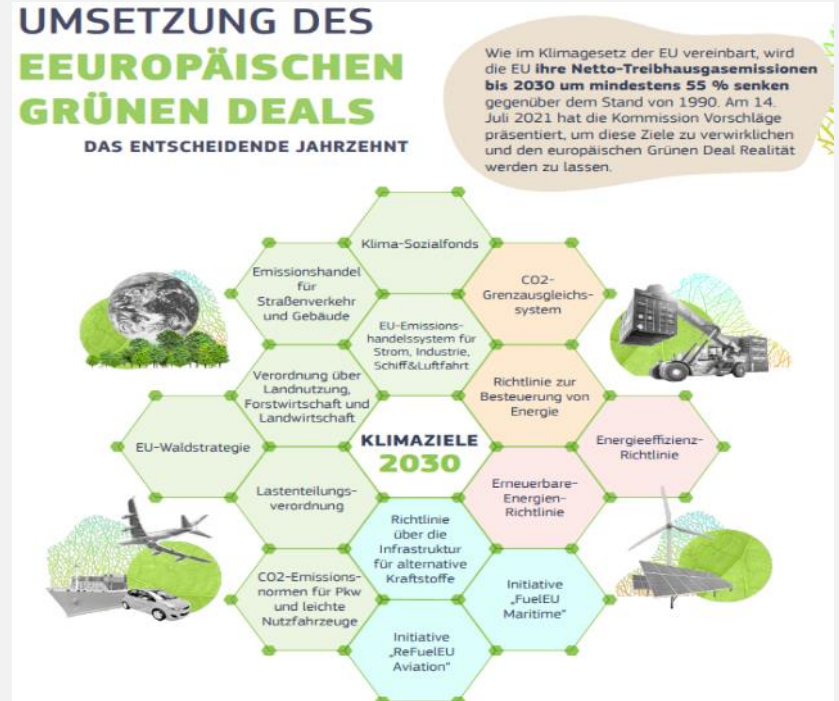 UMSETZUNG DES
EEUROPÄISCHEN
GRÜNEN DEALS
DAS ENTSCHEIDENDE JAHRZEHNT
Wie im Klimagesetz der EU vereinbart, wird
die EU ihre Netto-Treibhausgasemissionen
bis 2030 um mindestens 55 % senken
gegenüber dem Stand von 1990. Am 14.
Juli 2021 hat die Kommission Vorschläge
präsentiert, um diese Ziele zu verwirklichen
und den europäischen Grünen Deal Realität
werden zu lassen.
Klima-Sozialfonds
Emissionshandel
für
Straßenverkehr
und Gebäude
CO2-
Grenzausgleichs-
system
EU-Emissions-
handelssystem für
Strom, Industrie,
Schiff&Luftfahrt
Verordnung über
Landnutzung,
Forstwirtschaft und
Landwirtschaft
Richtlinie zur
Besteuerung von
Energie
EU-Waldstrategie
KLIMAZIELE
2030
Energieeffizienz-
Richtlinie
Lastenteilungs-
verordnung
Erneuerbare-
Energien-
Richtlinie
Richtlinie
über die
Infrastruktur
für alternative
Kraftstoffe
CO2-Emissions-
normen für Pkw
und leichte
Nutzfahrzeuge
Initiative
„FuelEU
Maritime“
Initiative
„ReFuelEU
Aviation“